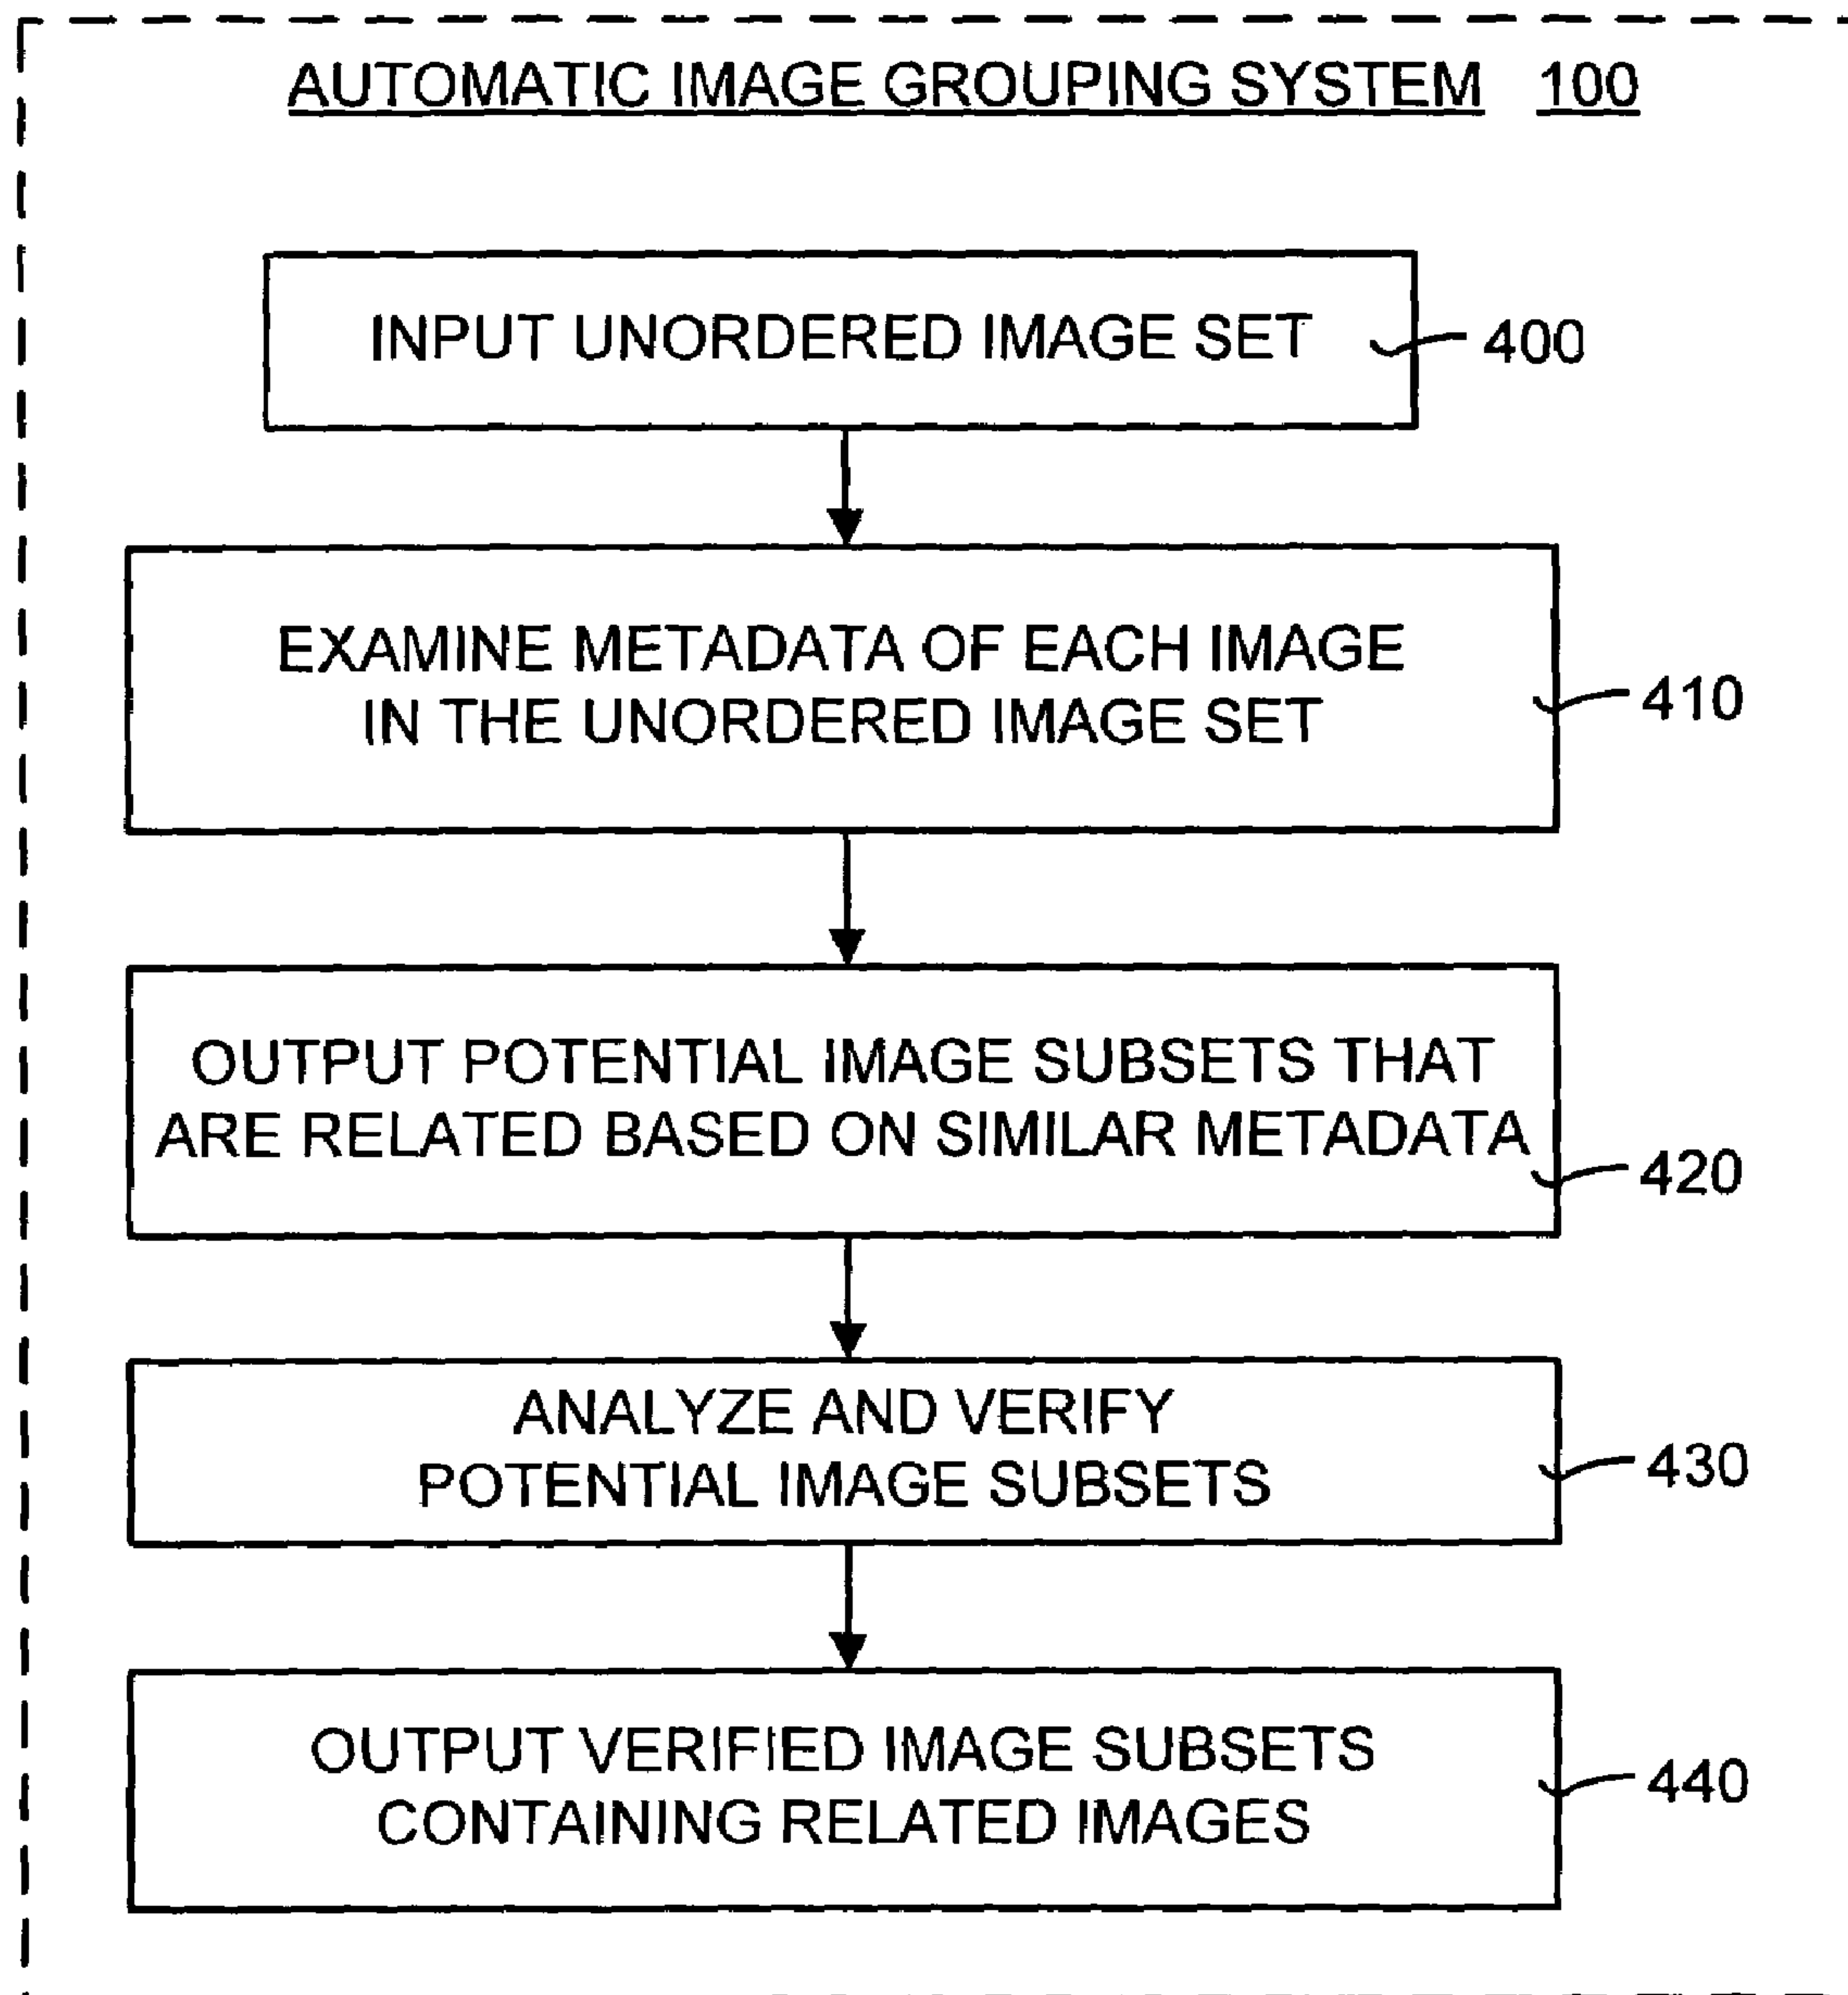 AUTOMATIC IMAGE GROUPING SYSTEM 100
INPUT UNORDERED IMAGE SET
400
EXAMINE METADATA OF EACH IMAGE
IN THE UNORDERED IMAGE SET
410
OUTPUT POTENTIAL IMAGE SUBSETS THAT
ARE RELATED BASED ON SIMILAR METADATA
420
ANALYZE AND VERIFY
POTENTIAL IMAGE SUBSETS
430
OUTPUT VERIFIED IMAGE SUBSETS
CONTAINING RELATED IMAGES
440